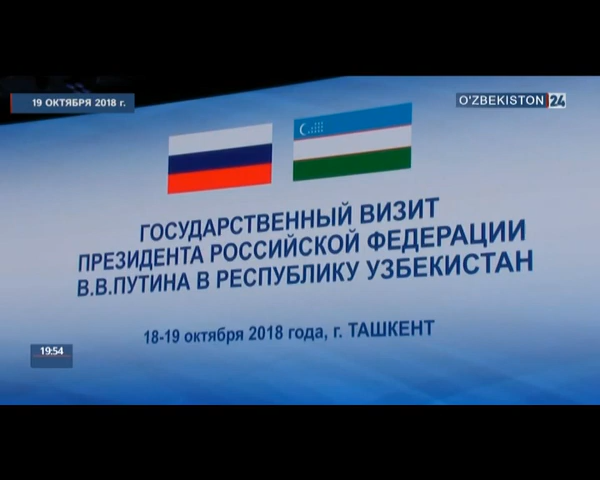 19 ОКТЯБРЯ 2018 г.
O'ZBEKISTON 24
ГОСУДАРСТВЕННЫЙ ВИЗИТ
ПРЕЗИДЕНТА РОССИЙСКОЙ ФЕДЕРАЦИИ
В.В.ПУТИНА В РЕСПУБЛИКУ УЗБЕКИСТАН
18-19 октября 2018 года, г. ТАШКЕНТ
19:54